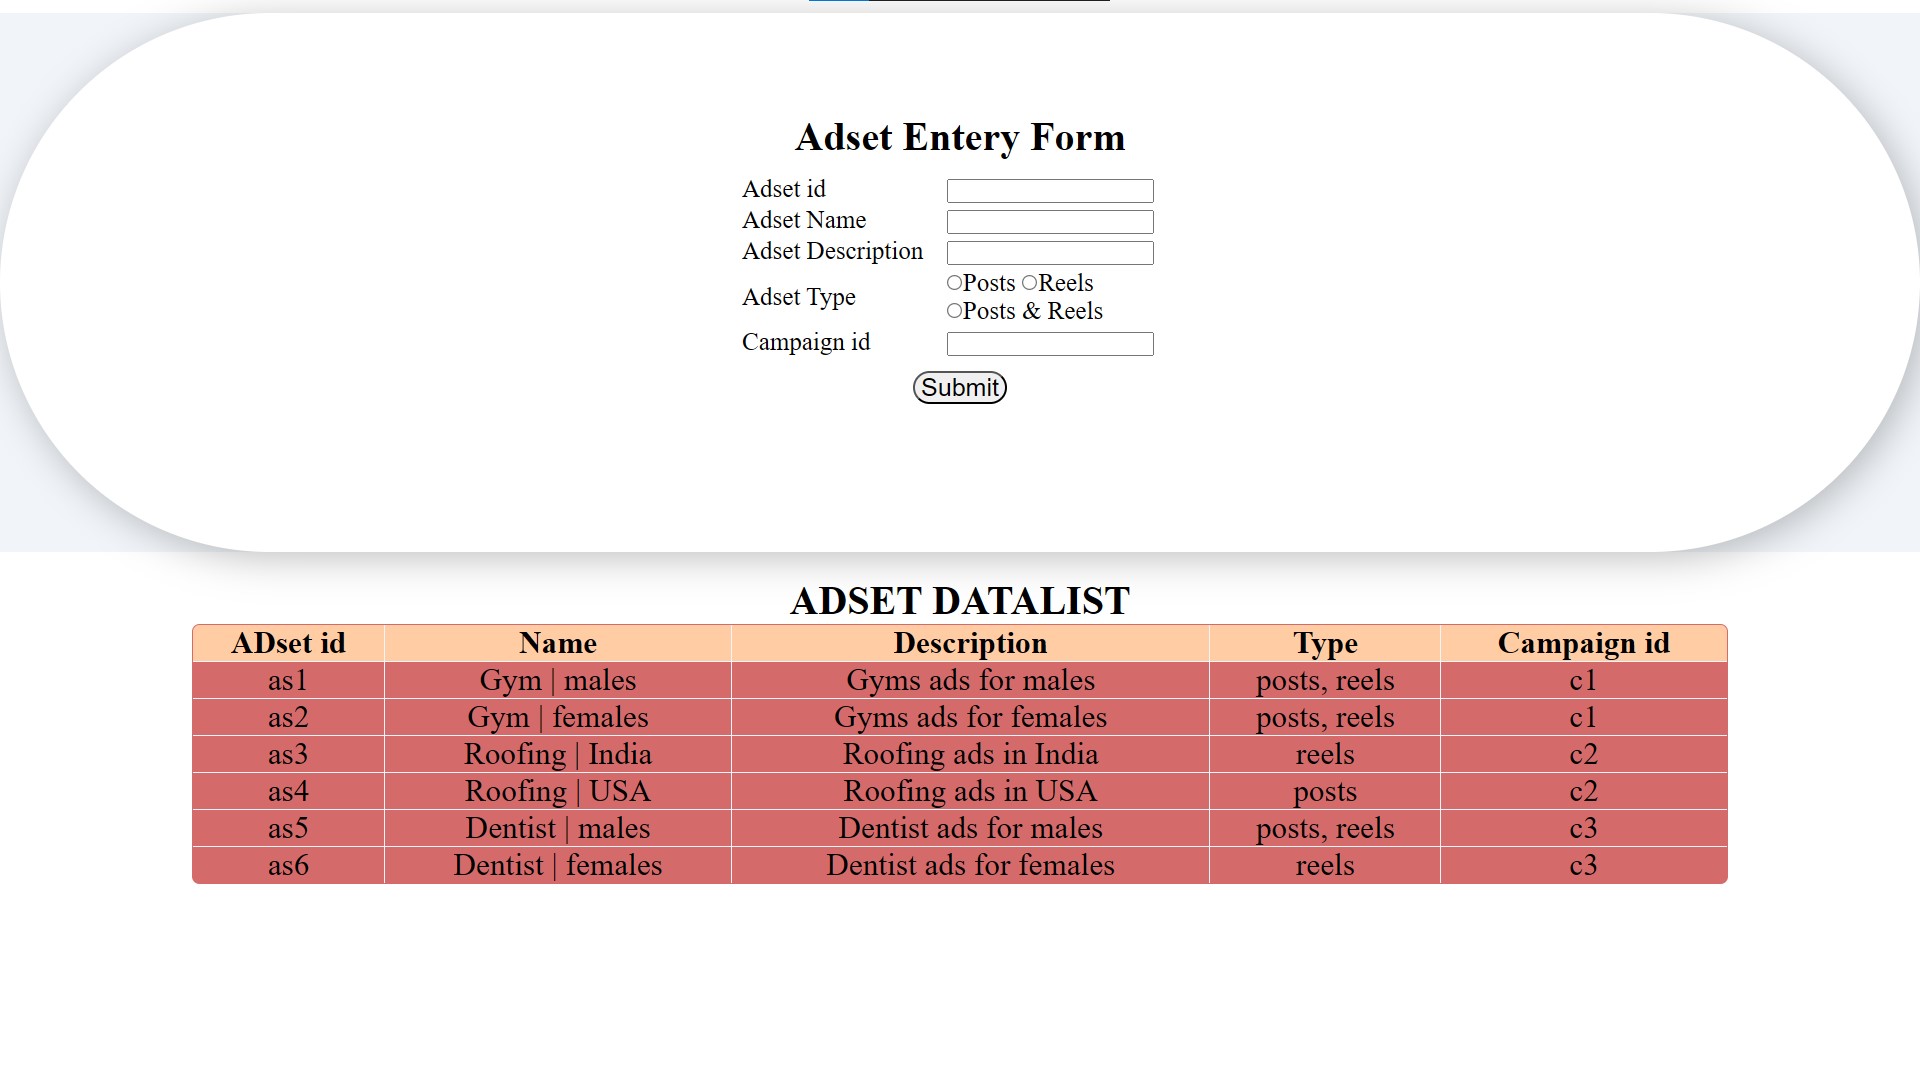 Adset Entery Form
Adset id
Adset Name
Adset Description
Adset Type
Posts Reels
Posts & Reels
Campaign id
Submit
ADSET DATALIST
ADset id Name Description Type Campaign id
as1 Gym | males Gyms ads for males posts, reels c1
as2 Gym | females Gyms ads for females posts, reels c1
as3 Roofing | India Roofing ads in India reels c2
as4 Roofing | USA Roofing ads in USA posts c2
as5 Dentist | males Dentist ads for males posts, reels c3
as6 Dentist | females Dentist ads for females reels c3